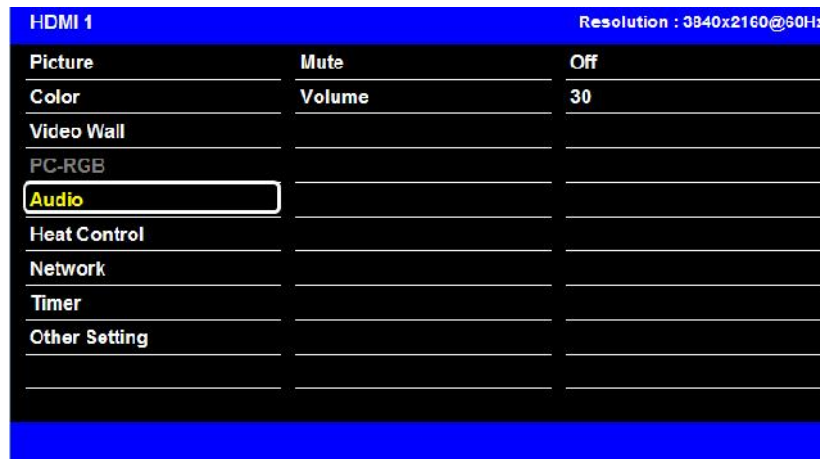 HDMI 1 Resolution : 3840x2160@60Hz
Picture Mute Off
Color Volume 30
Video Wall
PC-RGB
Audio
Heat Control
Network
Timer
Other Setting